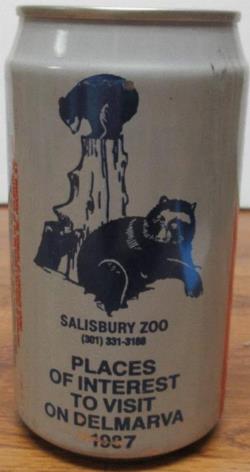 SALISBURY ZOO
(301) 331-3188
PLACES
OF INTEREST
TO VISIT
ON DELMARVA
1987